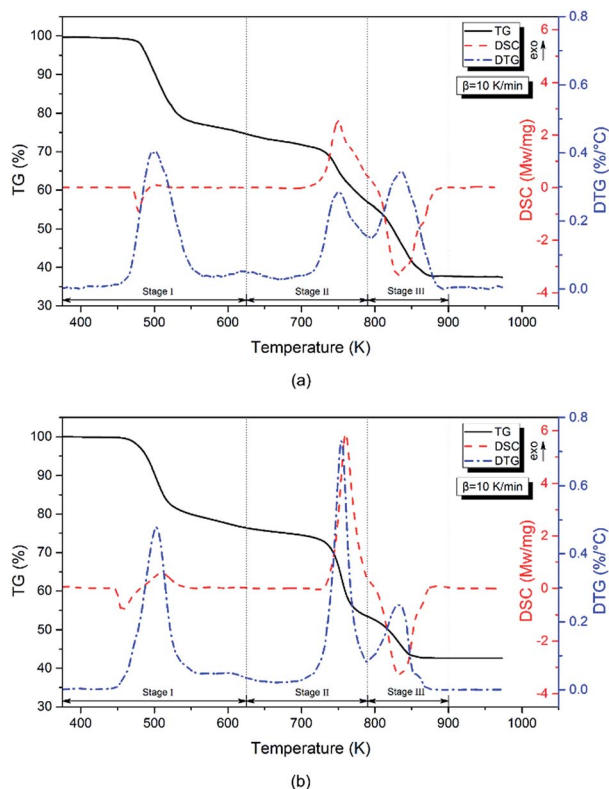 0.8
100
TG
DSC
DTG
exo
6
90
β=10 K/min
4
0.6
80
2
TG (%)
70
0
0.4
DSC (Mw/mg)
DTG (%/°C)
60
-2
0.2
50
40
-4
0.0
30
Stage I
Stage II
Stage III
400
500
600
700
800
900
1000
Temperature (K)
(a)
0.8
100
TG
DSC
DTG
exo
6
90
β=10 K/min
4
0.6
80
2
TG (%)
70
0
0.4
DSC (Mw/mg)
DTG (%/°C)
60
-2
0.2
50
40
-4
0.0
30
Stage I
Stage II
Stage III
400
500
600
700
800
900
1000
Temperature (K)
(b)